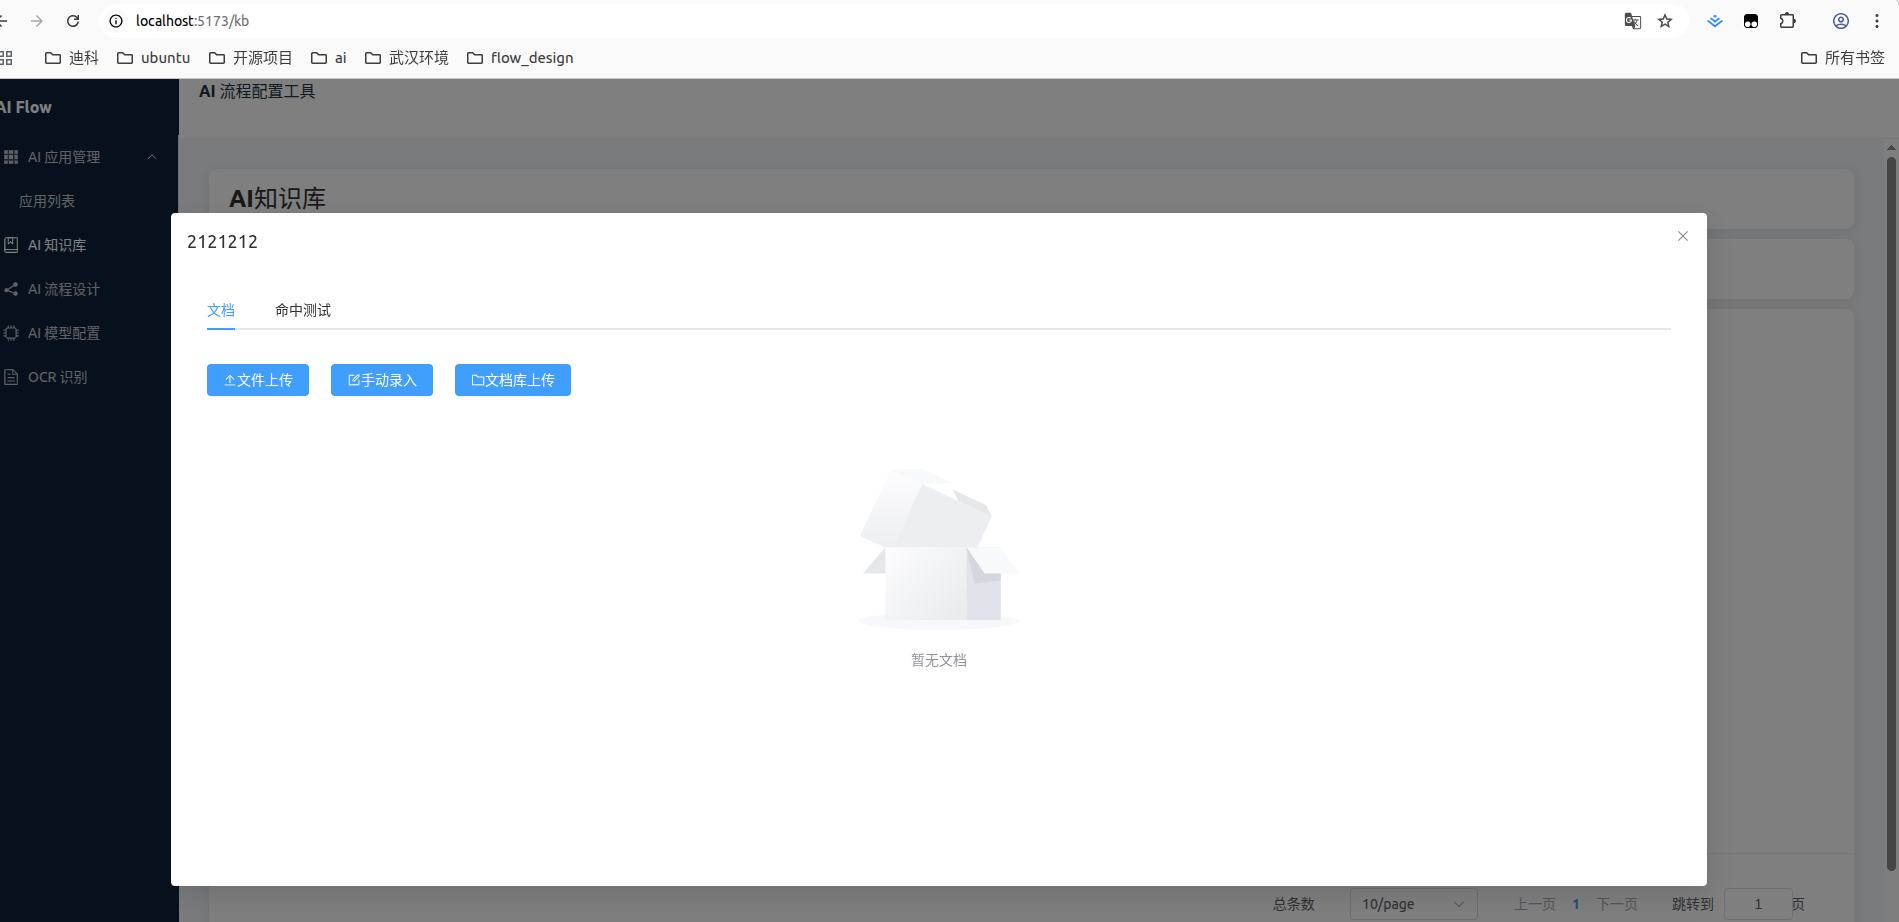 localhost:5173/kb
迪科
ubuntu
开源项目
ai
武汉环境
flow_design
所有书签
AI Flow
AI 流程配置工具
AI 应用管理
应用列表
AI 知识库
AI 流程设计
AI 模型配置
OCR 识别
AI知识库
2121212
文档 命中测试
文件上传 手动录入 文档库上传
暂无文档
总条数 10/page 上一页 1 下一页 跳转到 1 页